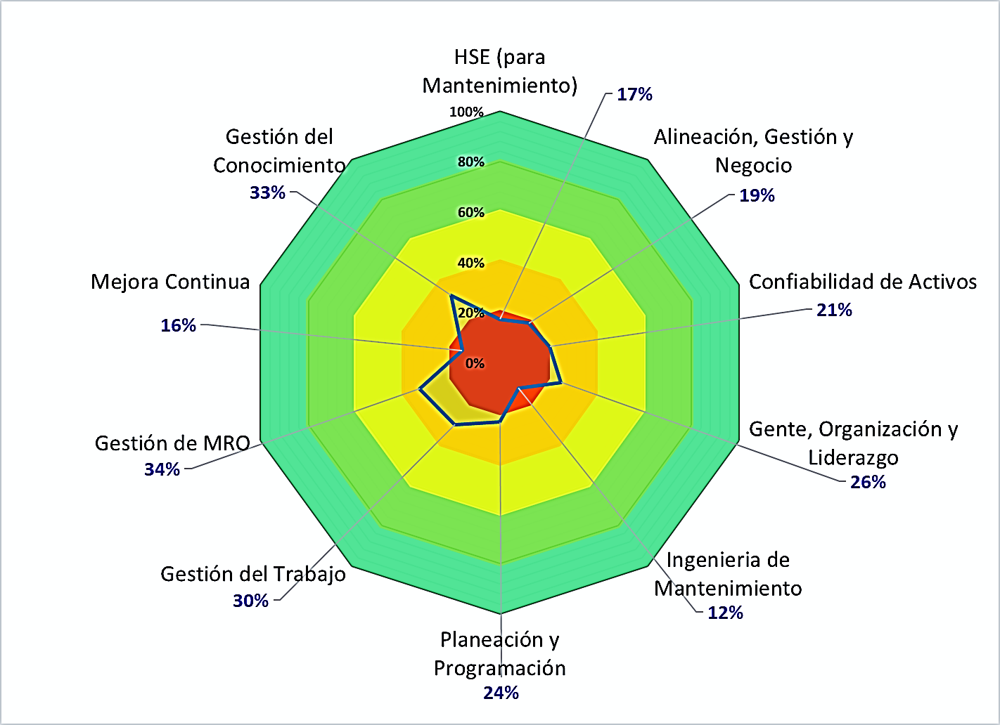 HSE (para
Mantenimiento)
17%
100%
80%
60%
40%
20%
0%
Alineación, Gestión y
Negocio
19%
Confiabilidad de Activos
21%
Gente, Organización y
Liderazgo
26%
Ingenieria de
Mantenimiento
12%
Planeación y
Programación
24%
Gestión del Trabajo
30%
Gestión de MRO
34%
Mejora Continua
16%
Gestión del
Conocimiento
33%